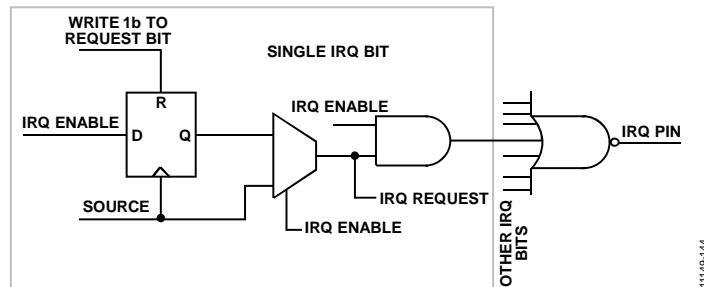 WRITE 1b TO
REQUEST BIT
SINGLE IRQ BIT
R
IRQ ENABLE
IRQ ENABLE
D
Q
IRQ PIN
IRQ REQUEST
SOURCE
IRQ ENABLE
OTHER IRQ
BITS
11149-144